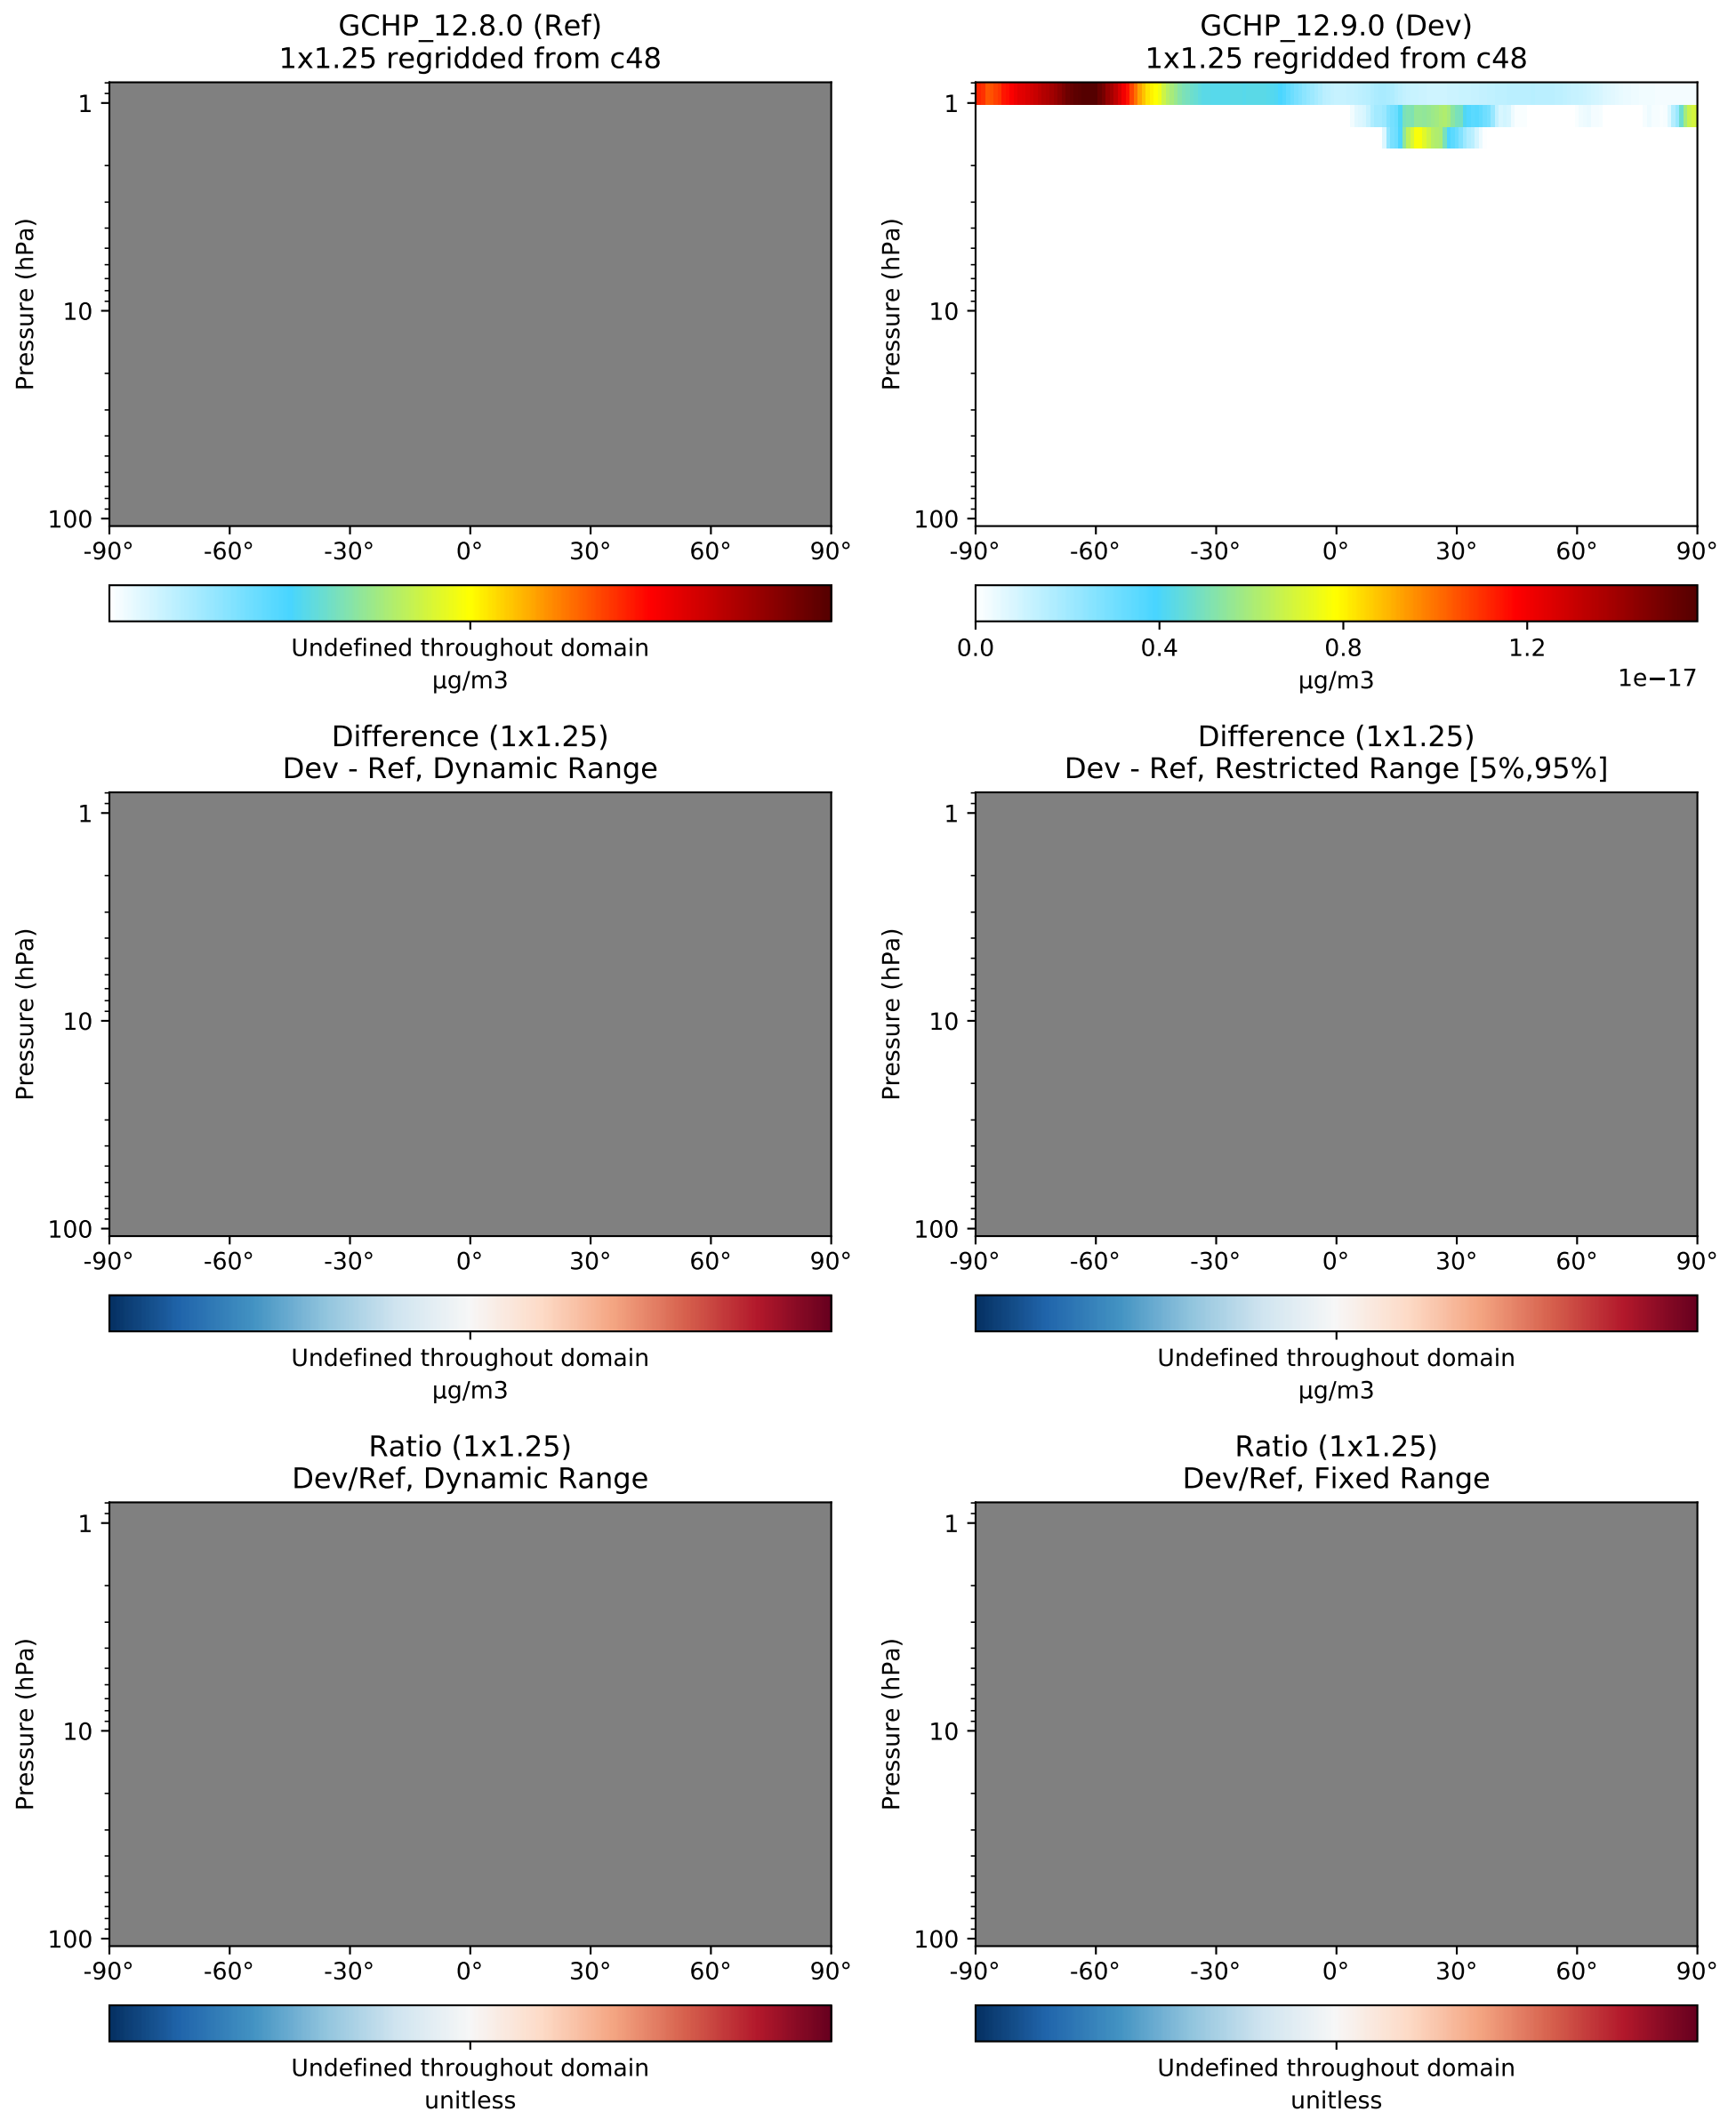 GCHP_12.8.0 (Ref)
1x1.25 regridded from c48
Pressure (hPa)
1
10
100
-90° -60° -30° 0° 30° 60° 90°
Undefined throughout domain
µg/m3
GCHP_12.9.0 (Dev)
1x1.25 regridded from c48
Pressure (hPa)
1
10
100
-90° -60° -30° 0° 30° 60° 90°
0.0 0.4 0.8 1.2
µg/m3
1e−17
Difference (1x1.25)
Dev - Ref, Dynamic Range
Pressure (hPa)
1
10
100
-90° -60° -30° 0° 30° 60° 90°
Undefined throughout domain
µg/m3
Difference (1x1.25)
Dev - Ref, Restricted Range [5%,95%]
Pressure (hPa)
1
10
100
-90° -60° -30° 0° 30° 60° 90°
Undefined throughout domain
µg/m3
Ratio (1x1.25)
Dev/Ref, Dynamic Range
Pressure (hPa)
1
10
100
-90° -60° -30° 0° 30° 60° 90°
Undefined throughout domain
unitless
Ratio (1x1.25)
Dev/Ref, Fixed Range
Pressure (hPa)
1
10
100
-90° -60° -30° 0° 30° 60° 90°
Undefined throughout domain
unitless